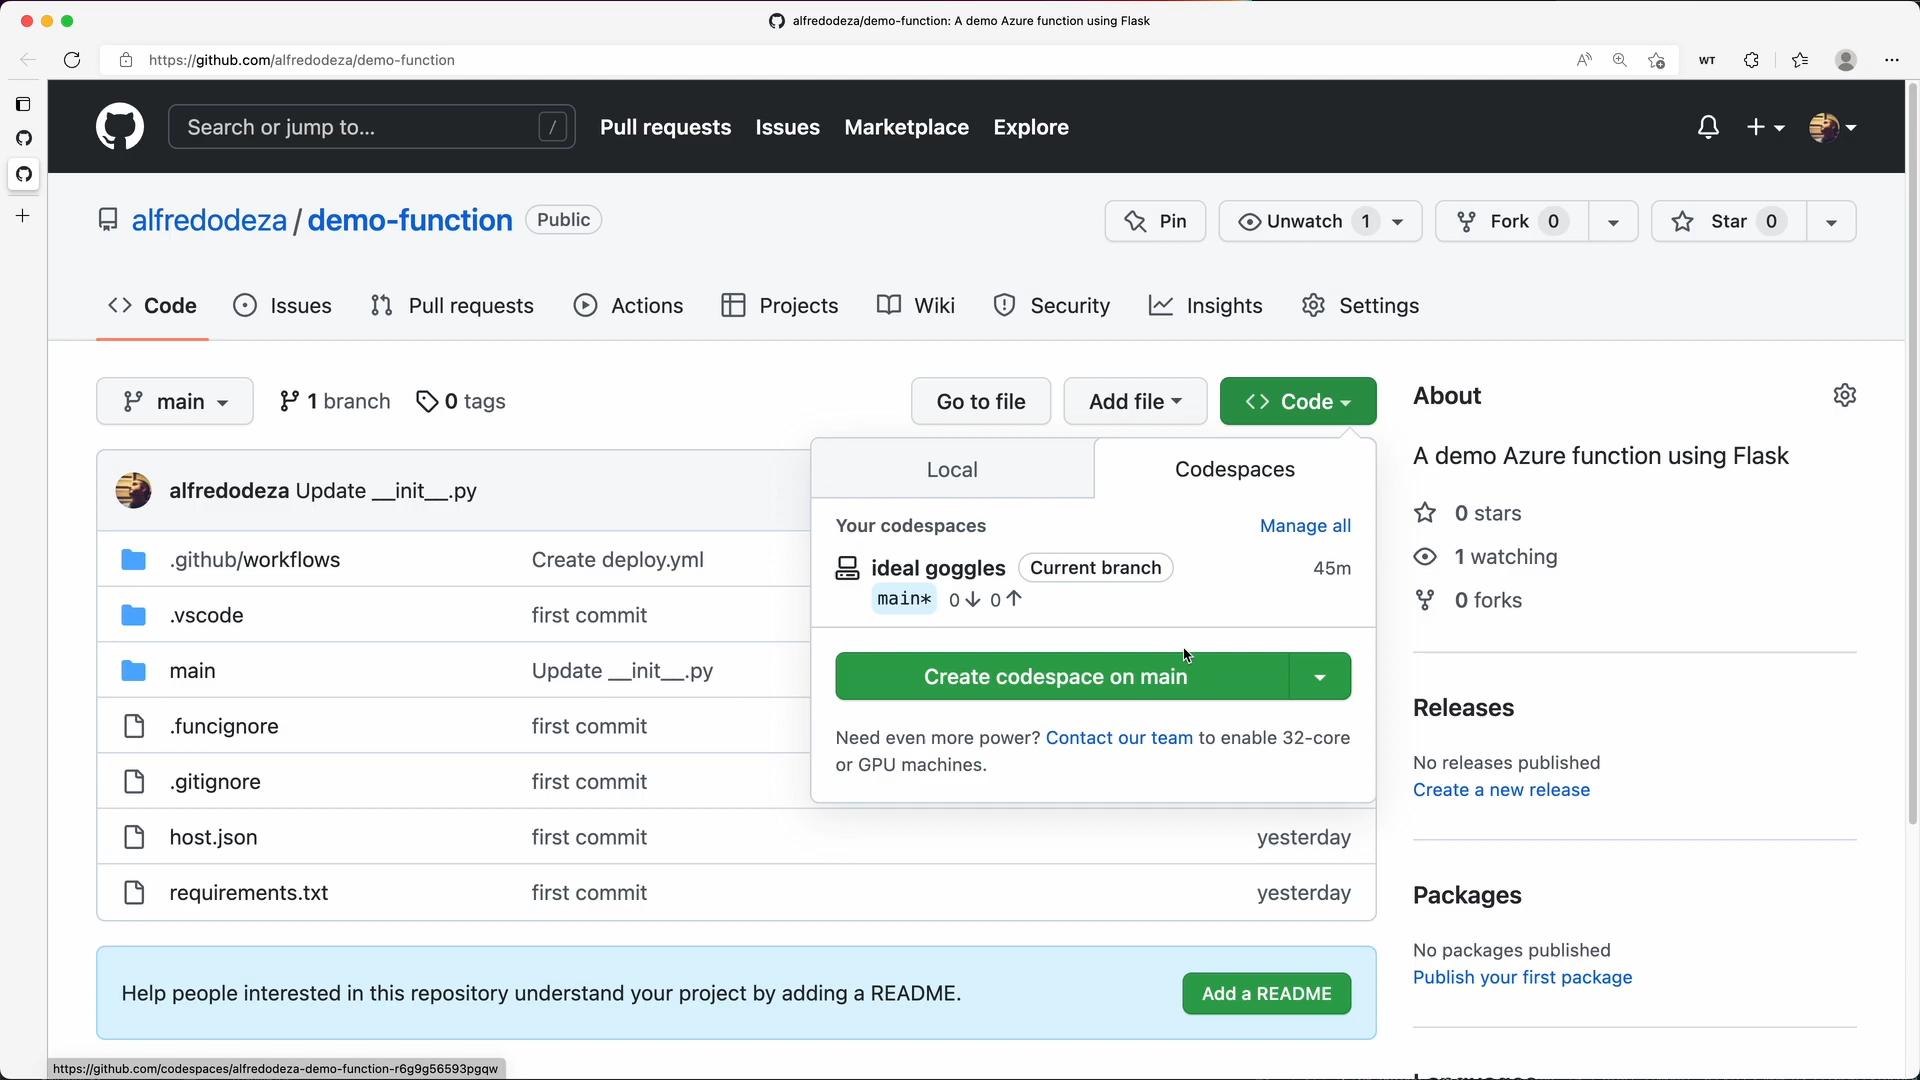 alfredodeza/demo-function: A demo Azure function using Flask
https://github.com/alfredodeza/demo-function
WT
Search or jump to...
/
Pull requests
Issues
Marketplace
Explore
alfredodeza / demo-function
Public
Pin
Unwatch 1
Fork 0
Star 0
Code
Issues
Pull requests
Actions
Projects
Wiki
Security
Insights
Settings
main
1 branch
0 tags
Go to file
Add file
Code
alfredodeza Update __init__.py
.github/workflows
Create deploy.yml
.vscode
first commit
main
Update __init__.py
.funcignore
first commit
.gitignore
first commit
host.json
first commit
yesterday
requirements.txt
first commit
yesterday
Local
Codespaces
Your codespaces
Manage all
ideal goggles
Current branch
45m
main* 0↓ 0↑
Create codespace on main
Need even more power? Contact our team to enable 32-core
or GPU machines.
Help people interested in this repository understand your project by adding a README.
Add a README
About
A demo Azure function using Flask
0 stars
1 watching
0 forks
Releases
No releases published
Create a new release
Packages
No packages published
Publish your first package
https://github.com/codespaces/alfredodeza-demo-function-r6g9g56593pgqw